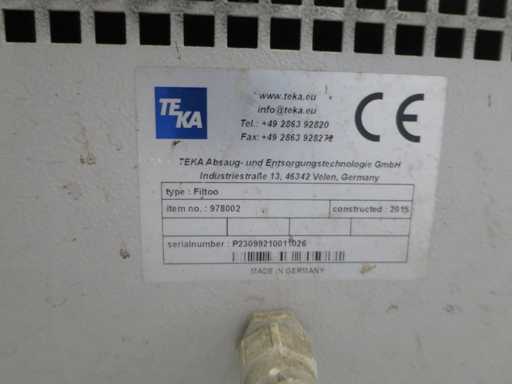 TEKA
www.teka.eu
info@teka.eu
Tel.: +49 2863 92820
Fax: +49 2863 928272
CE
TEKA Absaug- und Entsorgungstechnologie GmbH
Industriestraße 13, 46342 Velen, Germany
type : Filtoo
item no. : 978002 constructed : 2015
serialnumber : P23099210011026
MADE IN GERMANY